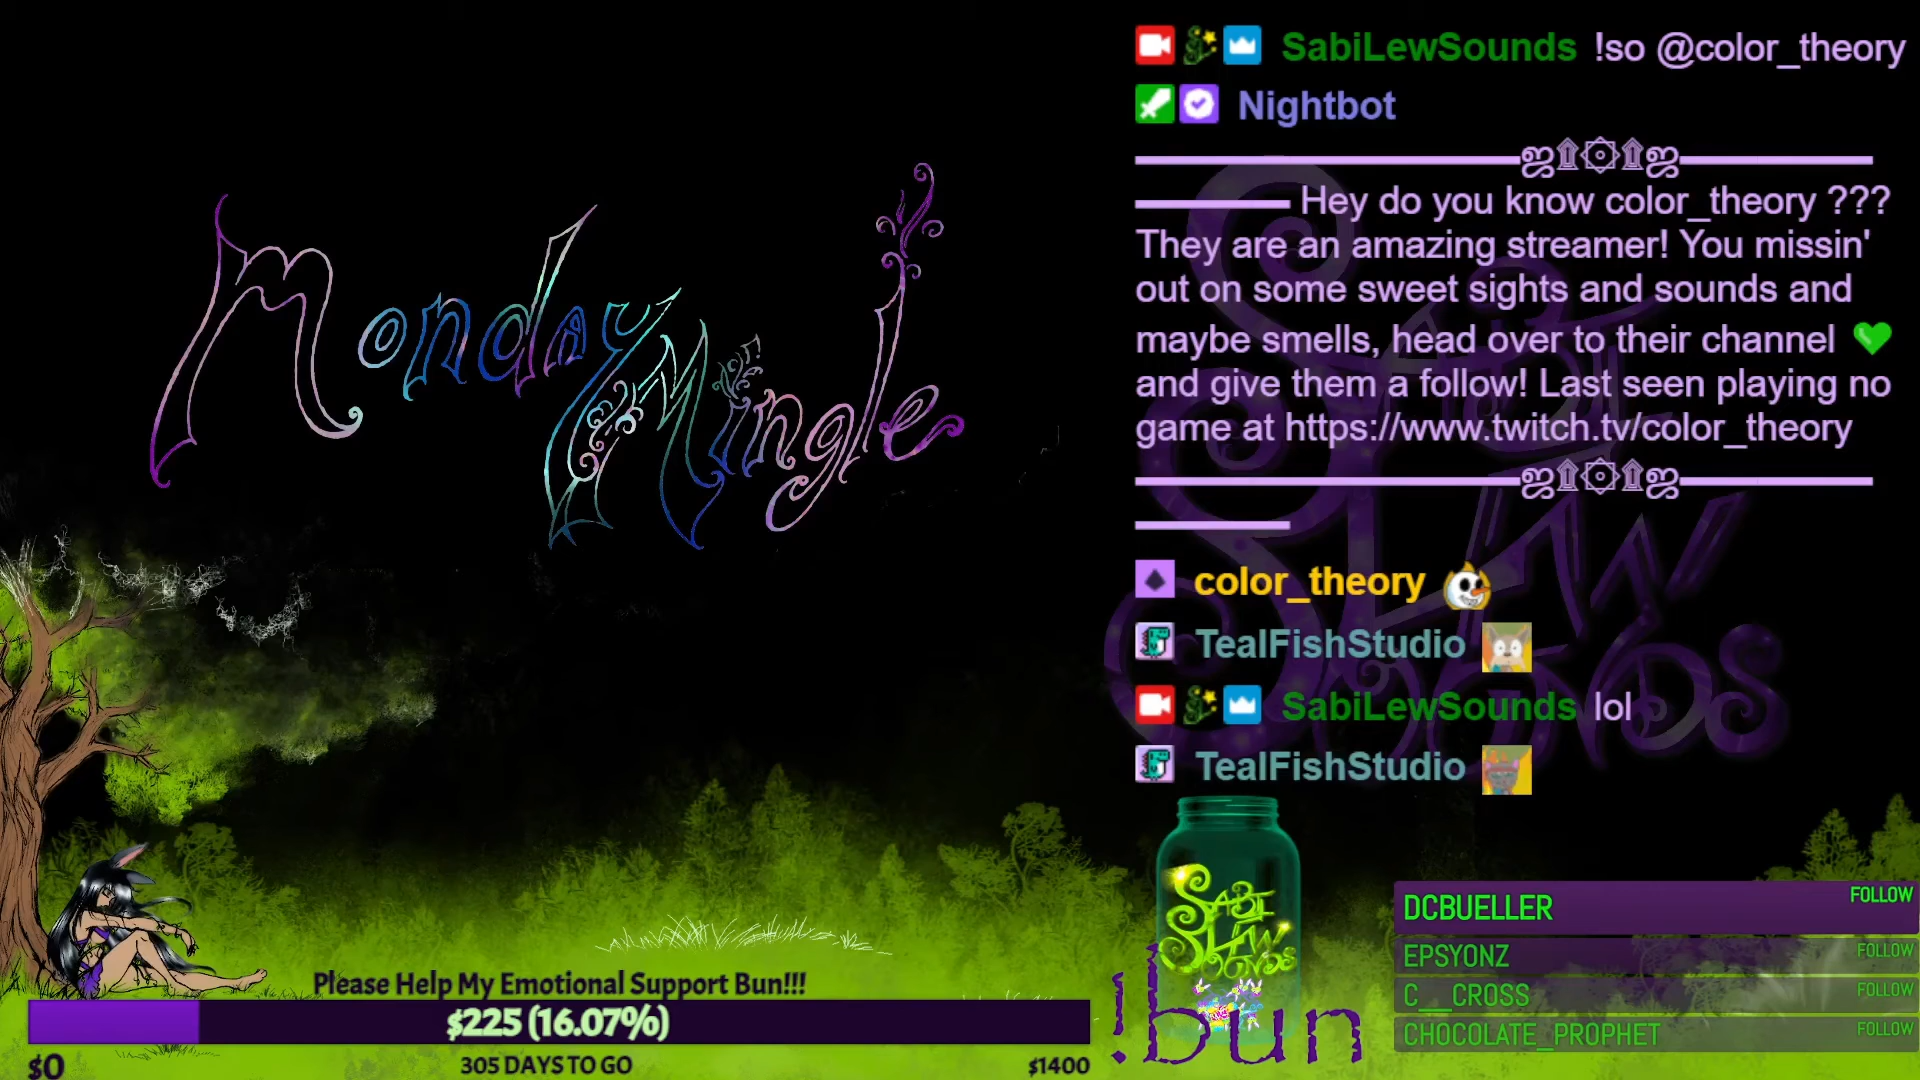 Monday
Mingle
SabiLewSounds !so @color_theory
Nightbot
━━━━━━━━━━ஜ۩۞۩ஜ━━━━━
━━━━ Hey do you know color_theory ???
They are an amazing streamer! You missin'
out on some sweet sights and sounds and
maybe smells, head over to their channel 💚
and give them a follow! Last seen playing no
game at https://www.twitch.tv/color_theory
━━━━━━━━━━ஜ۩۞۩ஜ━━━━━
━━━━
color_theory
TealFishStudio
SabiLewSounds lol
TealFishStudio
Sabi
Lew
Sounds
!bun
DCBUELLER FOLLOW
EPSYONZ FOLLOW
C__CROSS FOLLOW
CHOCOLATE_PROPHET FOLLOW
Please Help My Emotional Support Bun!!!
$225 (16.07%)
$0 305 DAYS TO GO $1400